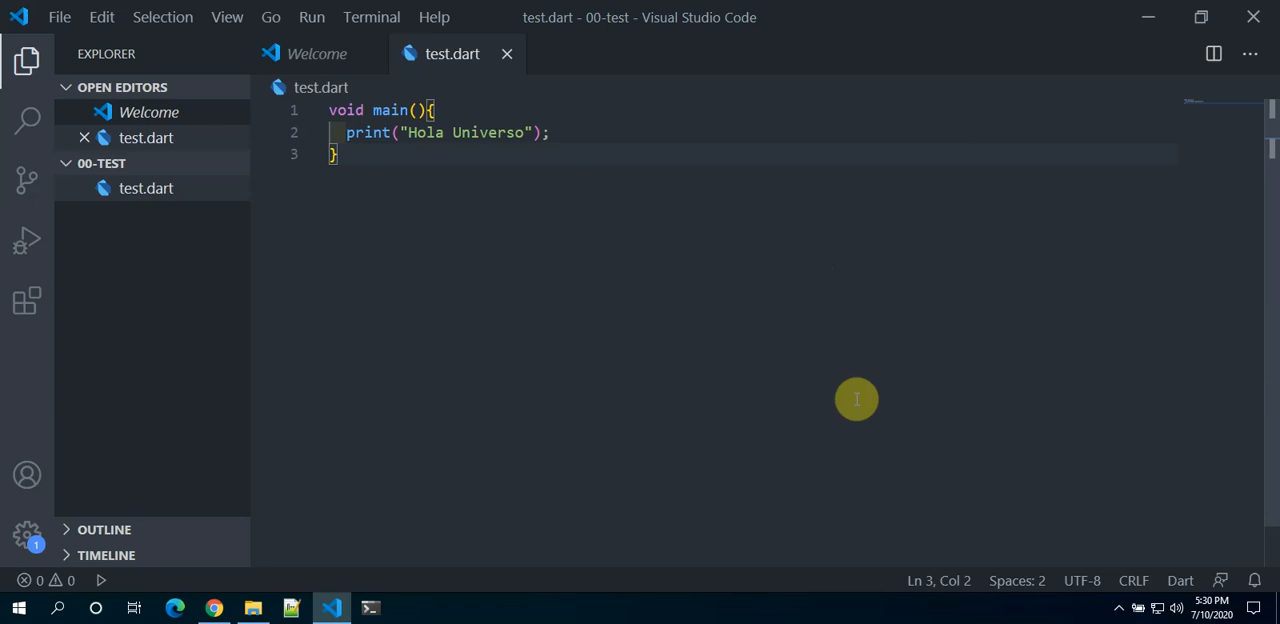 File Edit Selection View Go Run Terminal Help
test.dart - 00-test - Visual Studio Code
EXPLORER
OPEN EDITORS
Welcome
test.dart
00-TEST
test.dart
OUTLINE
TIMELINE
Welcome
test.dart
test.dart
1 void main(){
2 print("Hola Universo");
3 }
1
0 0
Ln 3, Col 2 Spaces: 2 UTF-8 CRLF Dart
5:30 PM
7/10/2020